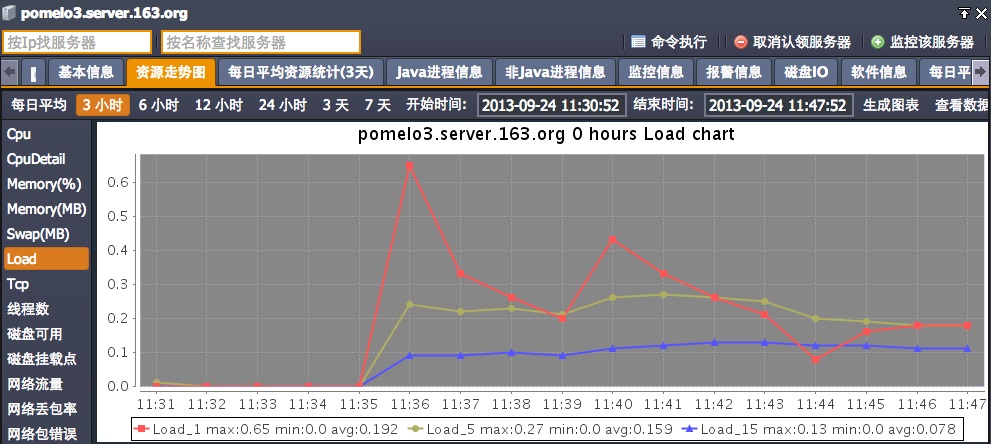 pomelo3.server.163.org
按Ip找服务器 按名称查找服务器 命令执行 取消认领服务器 监控该服务器
基本信息 资源走势图 每日平均资源统计(3天) Java进程信息 非Java进程信息 监控信息 报警信息 磁盘IO 软件信息 每日平
每日平均 3 小时 6 小时 12 小时 24 小时 3 天 7 天 开始时间: 2013-09-24 11:30:52 结束时间: 2013-09-24 11:47:52 生成图表 查看数据
Cpu
CpuDetail
Memory(%)
Memory(MB)
Swap(MB)
Load
Tcp
线程数
磁盘可用
磁盘挂载点
网络流量
网络丢包率
网络包错误
pomelo3.server.163.org 0 hours Load chart
0.6
0.5
0.4
0.3
0.2
0.1
0.0
11:31 11:32 11:33 11:34 11:35 11:36 11:37 11:38 11:39 11:40 11:41 11:42 11:43 11:44 11:45 11:46 11:47
Load_1 max:0.65 min:0.0 avg:0.192 Load_5 max:0.27 min:0.0 avg:0.159 Load_15 max:0.13 min:0.0 avg:0.078